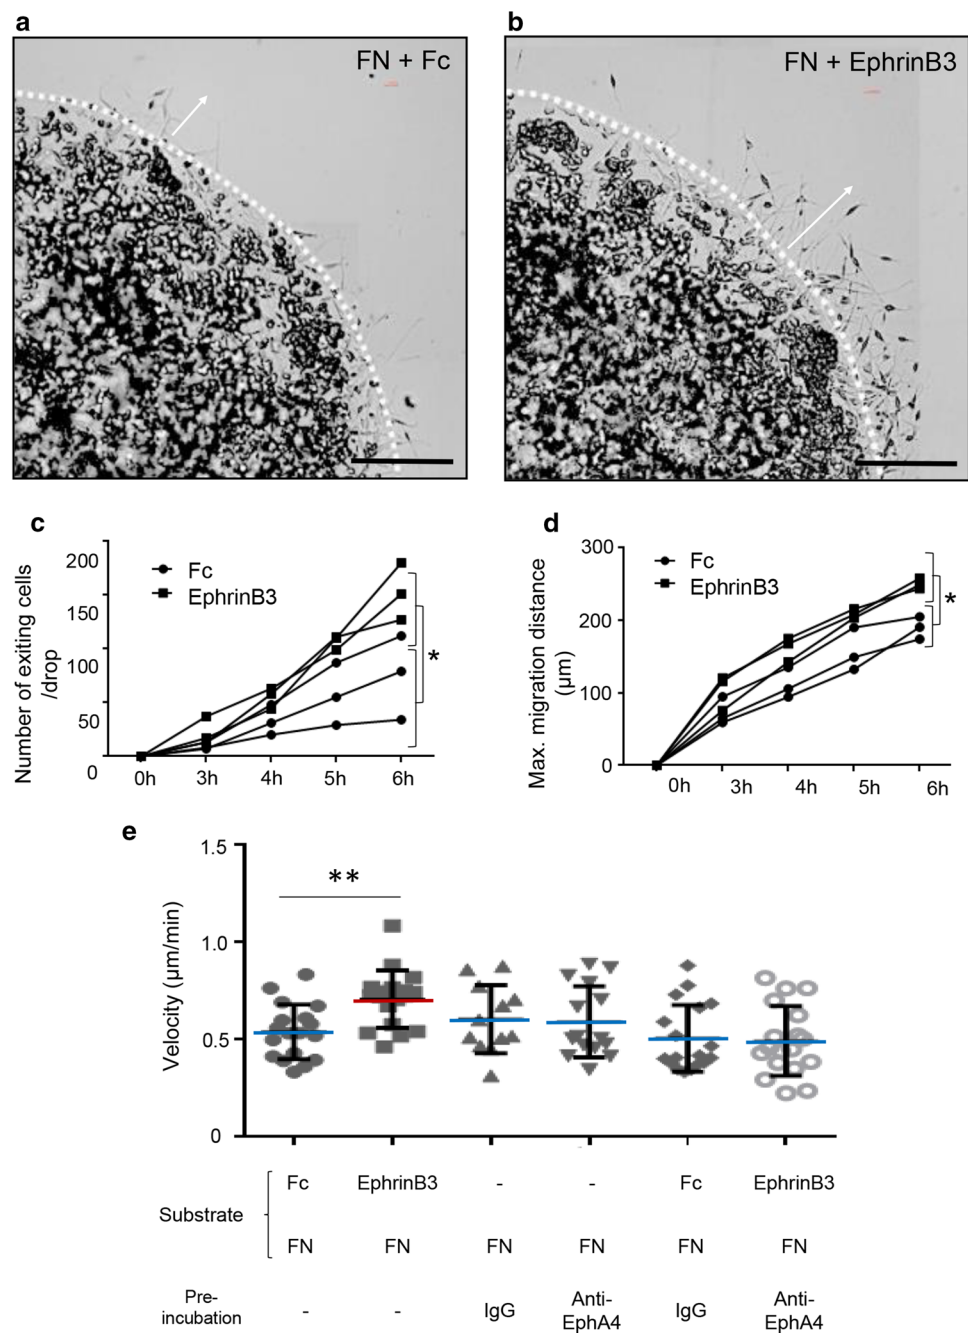 a
b
FN + Fc
FN + EphrinB3
c
d
Number of exiting cells
/drop
200
150
100
50
0
Fc
EphrinB3
*
0h 3h 4h 5h 6h
Max. migration distance
(µm)
300
200
100
0
Fc
EphrinB3
*
0h 3h 4h 5h 6h
e
Velocity (µm/min)
1.5
1.0
0.5
0
**
Substrate
Fc EphrinB3 - - Fc EphrinB3
FN FN FN FN FN FN
Pre-
incubation
- - IgG Anti-
EphA4 IgG Anti-
EphA4